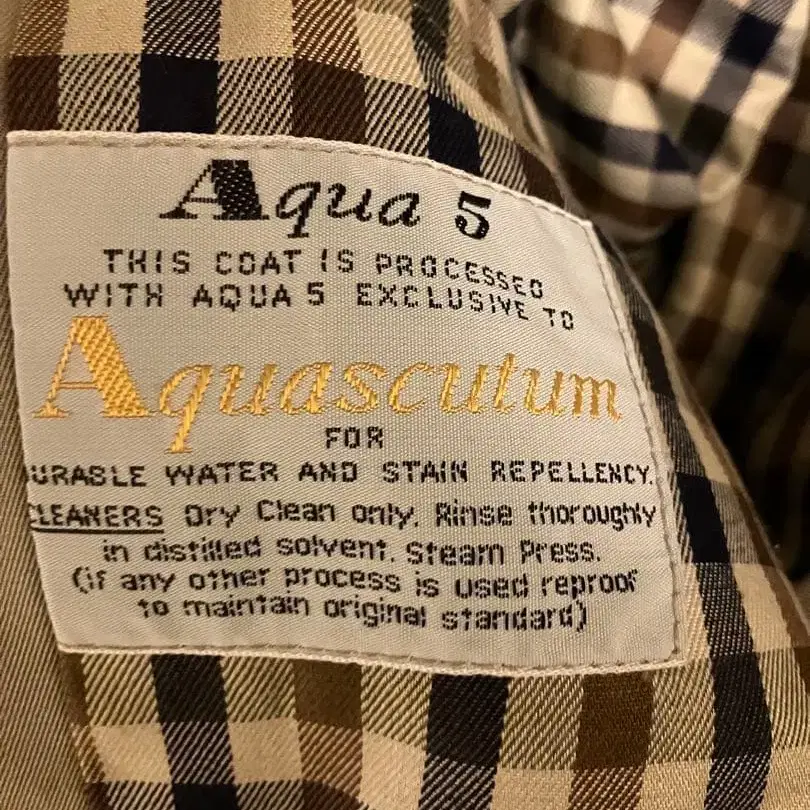 Aqua 5
THIS COAT IS PROCESSED
WITH AQUA 5 EXCLUSIVE TO
Aquascutum
FOR
DURABLE WATER AND STAIN REPELLENCY.
CLEANERS Dry Clean only. Rinse thoroughly
in distilled solvent. Steam Press.
(if any other process is used reproof
to maintain original standard)